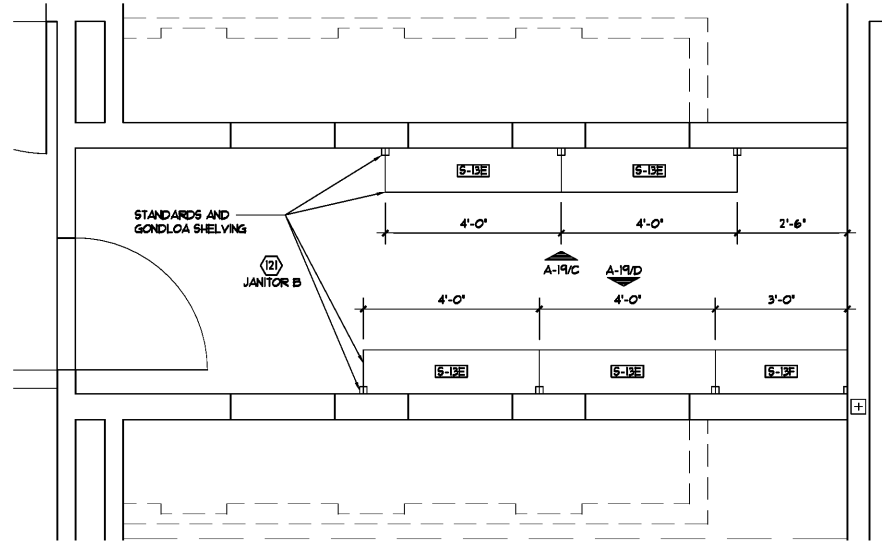 S-13E
S-13E
STANDARDS AND
GONDLOA SHELVING
4'-0"
4'-0"
2'-6"
121
JANITOR B
A-19/C
A-19/D
4'-0"
4'-0"
3'-0"
S-13E
S-13E
S-13F